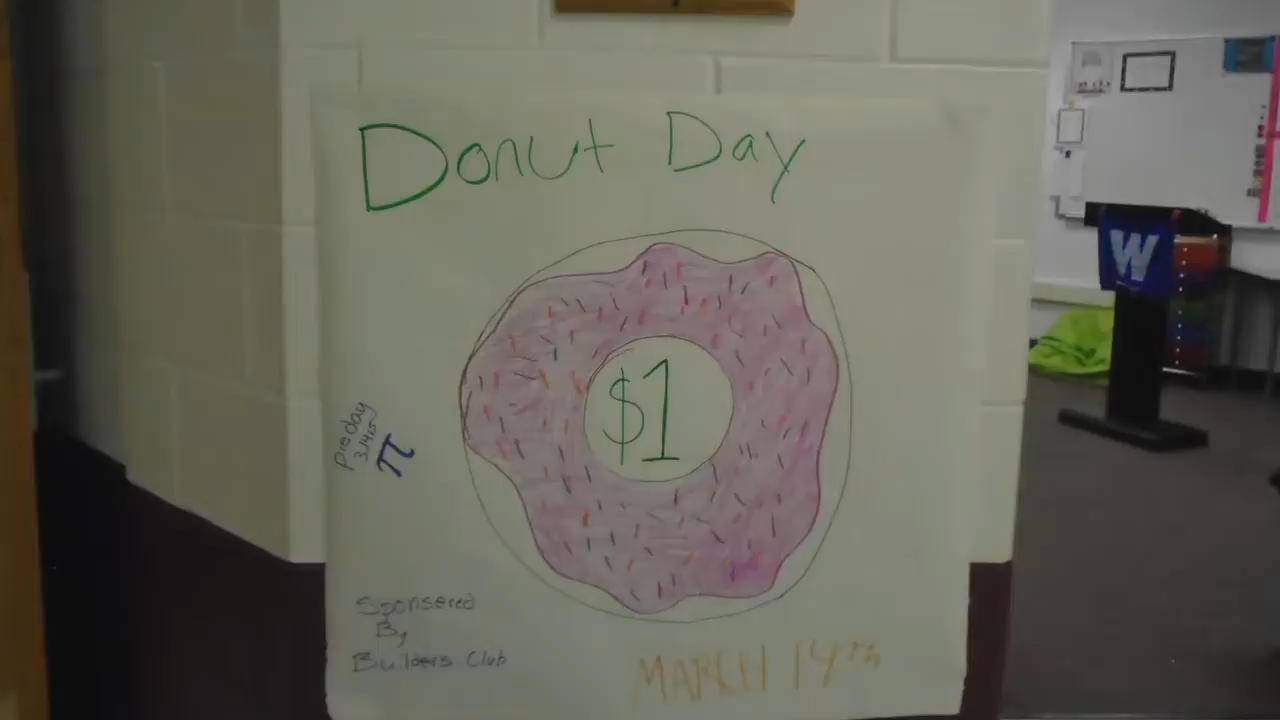 Donut Day
$1
pie day
3.1415
π
Sponsered
By
Builders Club
MARCH 14th
W